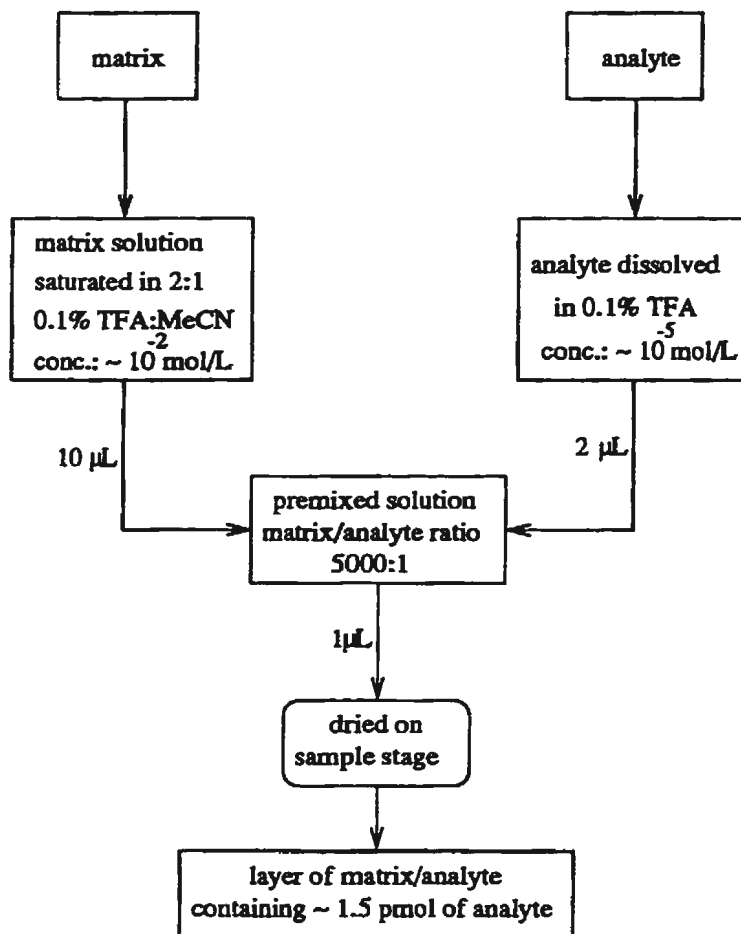 matrix
analyte
matrix solution
saturated in 2:1
0.1% TFA:MeCN
conc.: ~ 10⁻² mol/L
analyte dissolved
in 0.1% TFA
conc.: ~ 10⁻⁵ mol/L
10 µL
2 µL
premixed solution
matrix/analyte ratio
5000:1
1µL
dried on
sample stage
layer of matrix/analyte
containing ~ 1.5 pmol of analyte